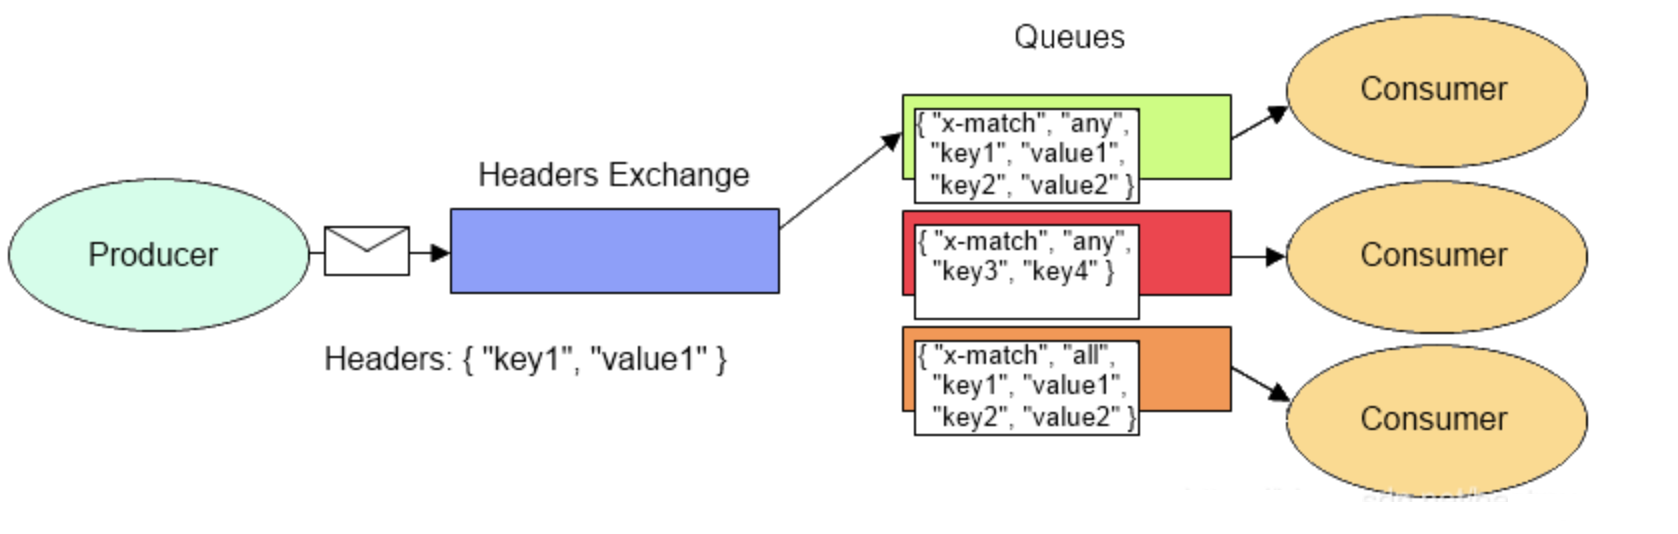 Queues
Consumer
{ "x-match", "any",
"key1", "value1",
"key2", "value2" }
Headers Exchange
Producer
{ "x-match", "any",
"key3", "key4" }
Consumer
Headers: { "key1", "value1" }
{ "x-match", "all",
"key1", "value1",
"key2", "value2" }
Consumer